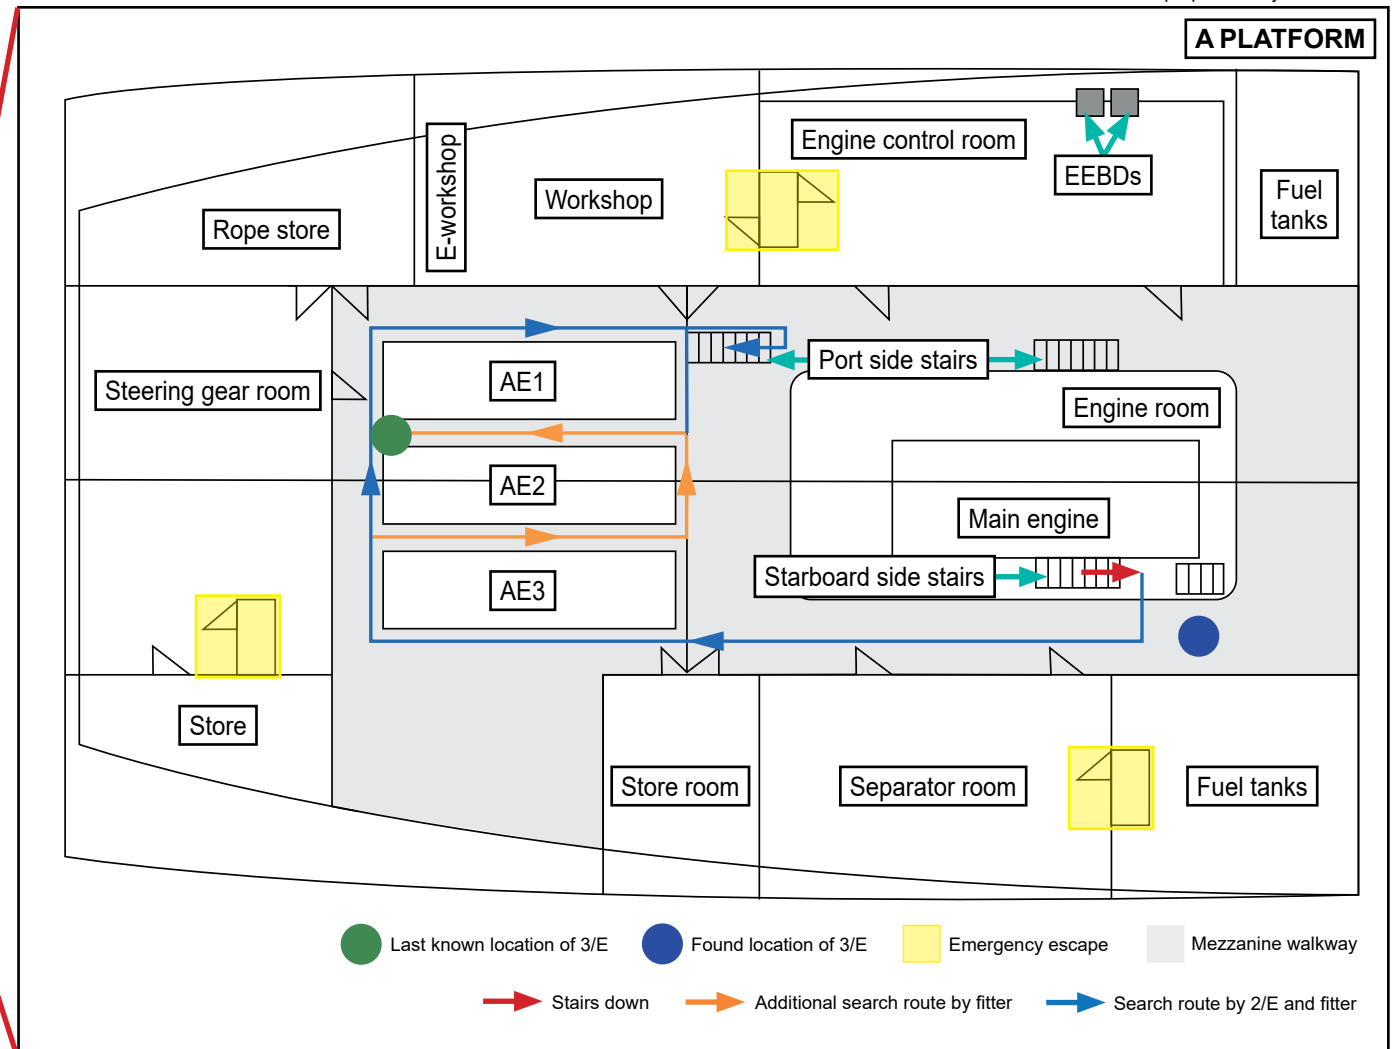 A PLATFORM
Engine control room
EEBDs
Fuel
tanks
Workshop
E-workshop
Rope store
Steering gear room
AE1
AE2
AE3
Port side stairs
Engine room
Main engine
Starboard side stairs
Store
Store room
Separator room
Fuel tanks
Last known location of 3/E
Found location of 3/E
Emergency escape
Mezzanine walkway
Stairs down
Additional search route by fitter
Search route by 2/E and fitter